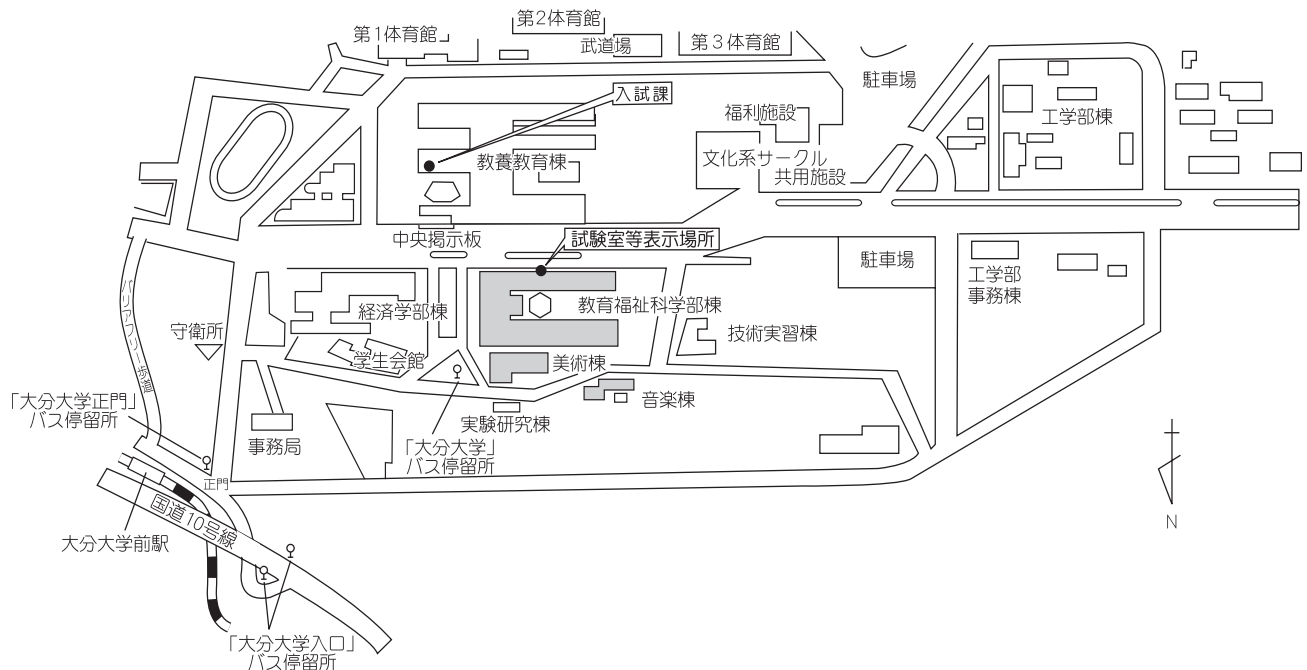 第2体育館
第1体育館
武道場
第3体育館
駐車場
入試課
福利施設
工学部棟
教養教育棟
文化系サークル
共用施設
中央掲示板
試験室等表示場所
駐車場
工学部
事務棟
バリアフリー歩道
守衛所
経済学部棟
教育福祉科学部棟
技術実習棟
学生会館
美術棟
音楽棟
「大分大学正門」
バス停留所
事務局
実験研究棟
「大分大学」
バス停留所
正門
国道10号線
大分大学前駅
N
「大分大学入口」
バス停留所